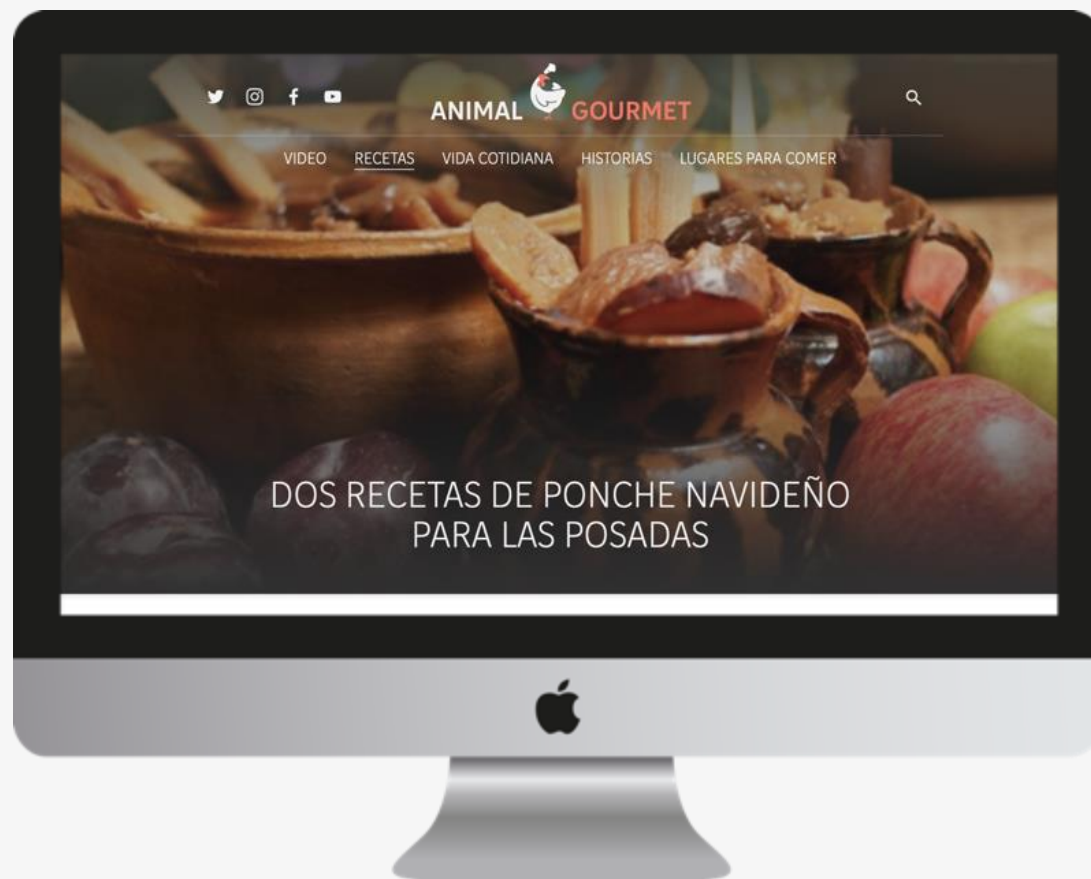 ANIMAL GOURMET
VIDEO RECETAS VIDA COTIDIANA HISTORIAS LUGARES PARA COMER
DOS RECETAS DE PONCHE NAVIDEÑO
PARA LAS POSADAS